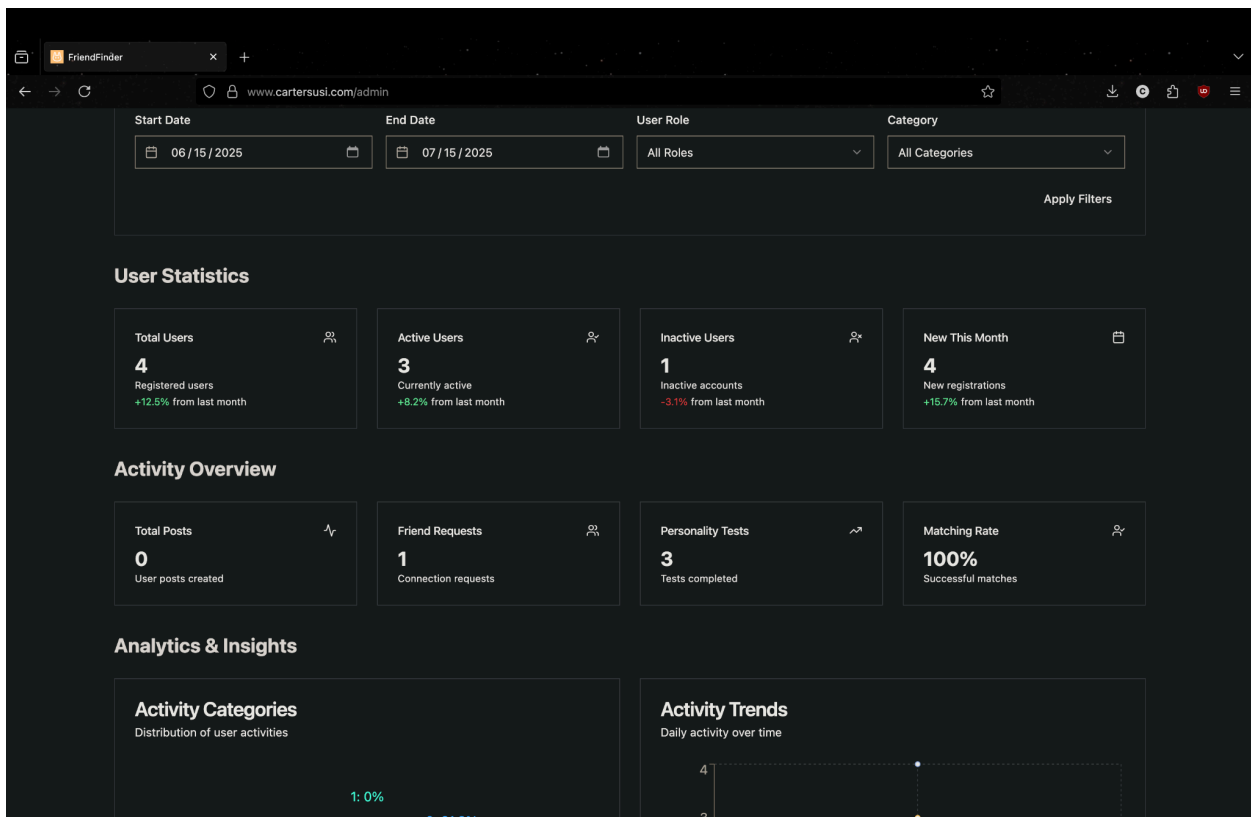 FriendFinder
www.cartersusi.com/admin
Start Date End Date User Role Category
06/15/2025 07/15/2025 All Roles All Categories
Apply Filters
User Statistics
Total Users Active Users Inactive Users New This Month
4 3 1 4
Registered users Currently active Inactive accounts New registrations
+12.5% from last month +8.2% from last month -3.1% from last month +15.7% from last month
Activity Overview
Total Posts Friend Requests Personality Tests Matching Rate
0 1 3 100%
User posts created Connection requests Tests completed Successful matches
Analytics & Insights
Activity Categories Activity Trends
Distribution of user activities Daily activity over time
4
1: 0%